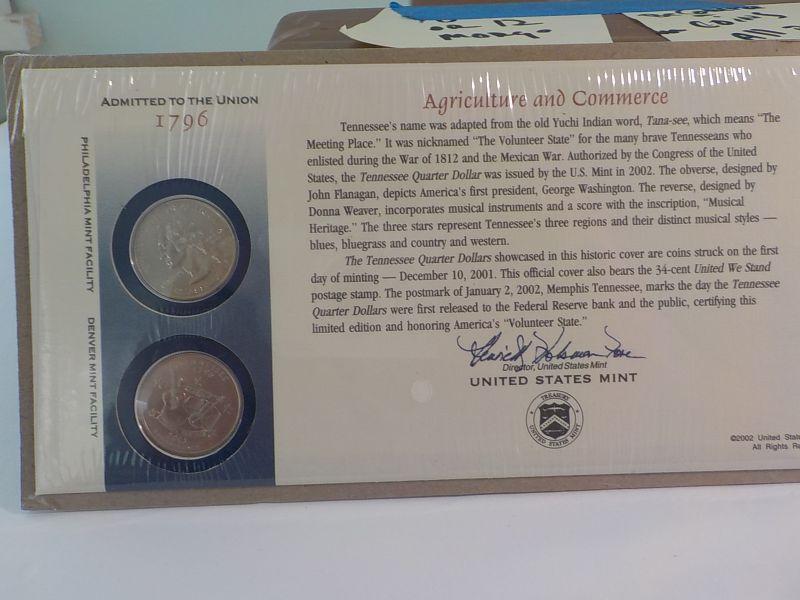 on 12
mango
Coins
ADMITTED TO THE UNION
1796
PHILADELPHIA MINT FACILITY
DENVER MINT FACILITY
Agriculture and Commerce
Tennessee's name was adapted from the old Yuchi Indian word, Tana-see, which means "The
Meeting Place." It was nicknamed "The Volunteer State" for the many brave Tennesseans who
enlisted during the War of 1812 and the Mexican War. Authorized by the Congress of the United
States, the Tennessee Quarter Dollar was issued by the U.S. Mint in 2002. The obverse, designed by
John Flanagan, depicts America's first president, George Washington. The reverse, designed by
Donna Weaver, incorporates musical instruments and a score with the inscription, "Musical
Heritage." The three stars represent Tennessee's three regions and their distinct musical styles —
blues, bluegrass and country and western.
The Tennessee Quarter Dollars showcased in this historic cover are coins struck on the first
day of minting — December 10, 2001. This official cover also bears the 34-cent United We Stand
postage stamp. The postmark of January 2, 2002, Memphis Tennessee, marks the day the Tennessee
Quarter Dollars were first released to the Federal Reserve bank and the public, certifying this
limited edition and honoring America's "Volunteer State."
Director, United States Mint
UNITED STATES MINT
TREASURY
UNITED STATES MINT
©2002 United State
All Rights Re